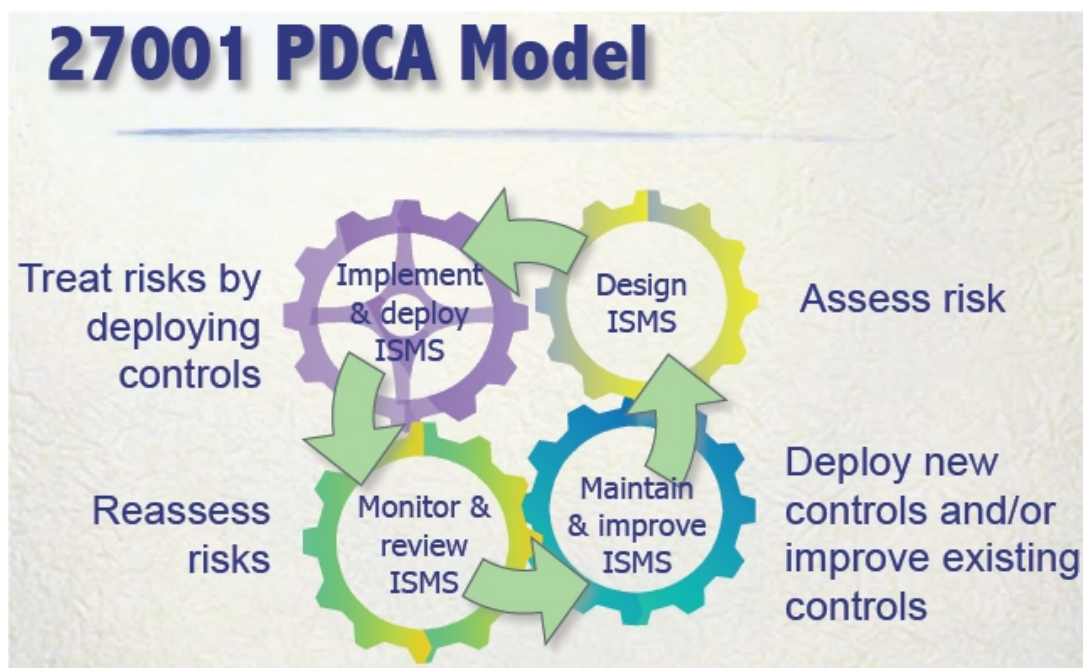 27001 PDCA Model
Treat risks by
deploying
controls
Implement
& deploy
ISMS
Design
ISMS
Assess risk
Reassess
risks
Monitor &
review
ISMS
Maintain
& improve
ISMS
Deploy new
controls and/or
improve existing
controls